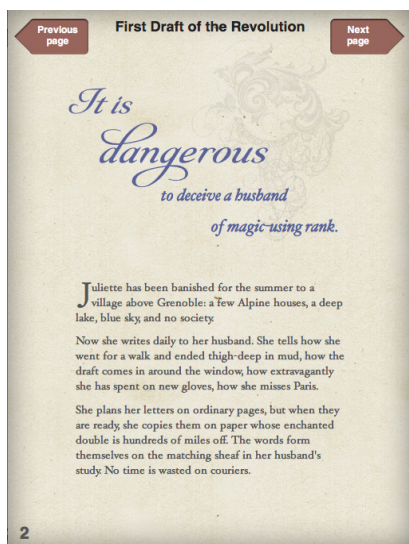 Previous
page
First Draft of the Revolution
Next
page
It is
dangerous
to deceive a husband
of magic-using rank.
Juliette has been banished for the summer to a
village above Grenoble: a few Alpine houses, a deep
lake, blue sky, and no society.
Now she writes daily to her husband. She tells how she
went for a walk and ended thigh-deep in mud, how the
draft comes in around the window, how extravagantly
she has spent on new gloves, how she misses Paris.
She plans her letters on ordinary pages, but when they
are ready, she copies them on paper whose enchanted
double is hundreds of miles off. The words form
themselves on the matching sheaf in her husband's
study. No time is wasted on couriers.
2